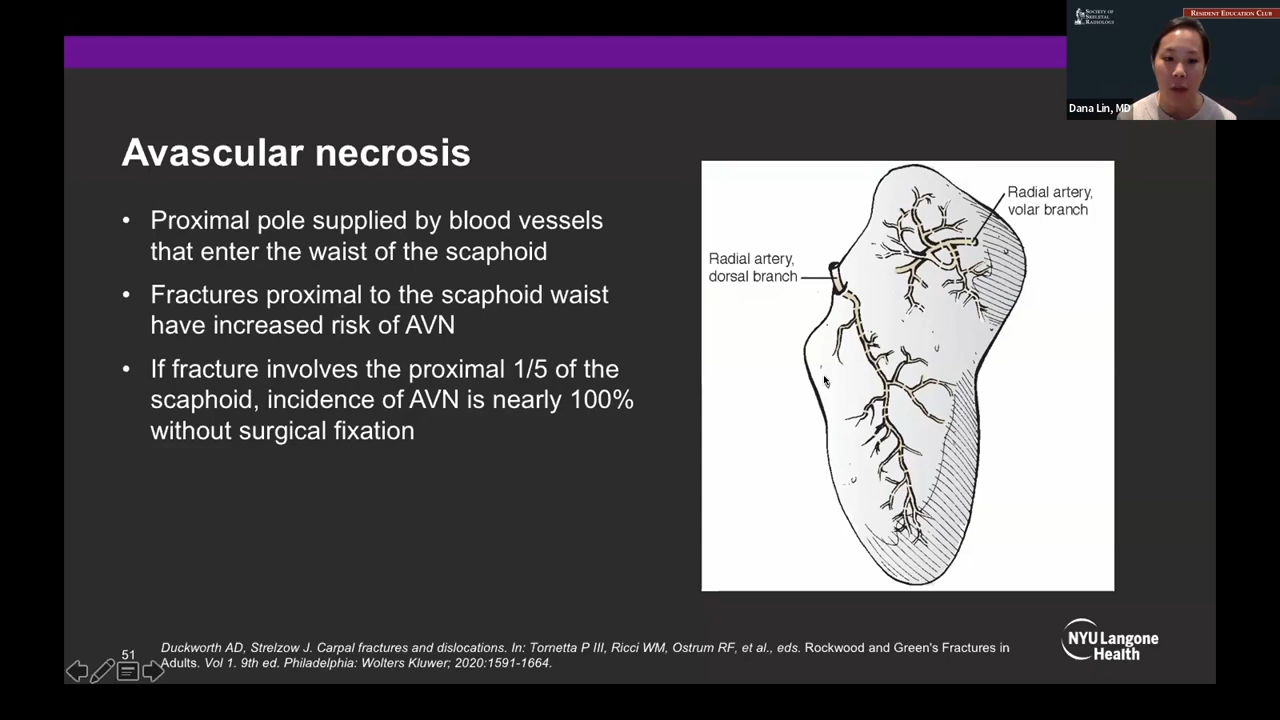 SOCIETY OF
SKELETAL
RADIOLOGY
RESIDENT EDUCATION CLUB
Dana Lin, MD
Avascular necrosis
• Proximal pole supplied by blood vessels
that enter the waist of the scaphoid
• Fractures proximal to the scaphoid waist
have increased risk of AVN
• If fracture involves the proximal 1/5 of the
scaphoid, incidence of AVN is nearly 100%
without surgical fixation
Radial artery,
volar branch
Radial artery,
dorsal branch
51
Duckworth AD, Strelzow J. Carpal fractures and dislocations. In: Tornetta P III, Ricci WM, Ostrum RF, et al., eds. Rockwood and Green's Fractures in
Adults. Vol 1. 9th ed. Philadelphia: Wolters Kluwer; 2020:1591-1664.
NYU Langone
Health